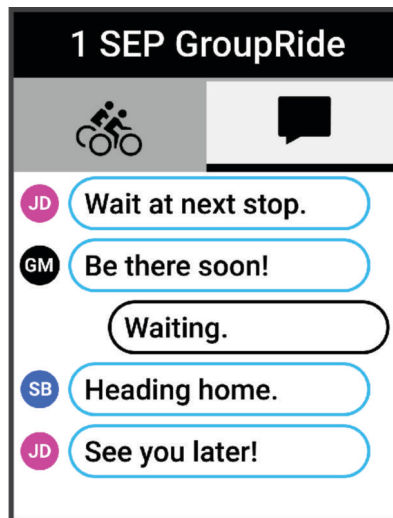 1 SEP GroupRide
JD Wait at next stop.
GM Be there soon!
Waiting.
SB Heading home.
JD See you later!